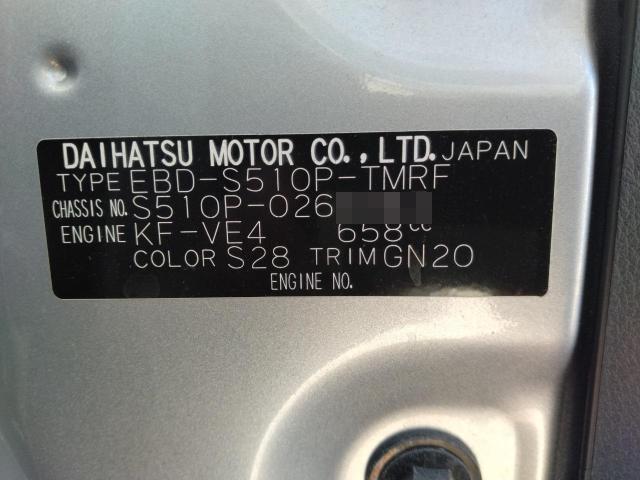 DAIHATSU MOTOR CO., LTD. JAPAN
TYPE EBD-S510P-TMRF
CHASSIS NO. S510P-026
ENGINE KF-VE4 658cc
COLOR S28 TRIM GN20
ENGINE NO.